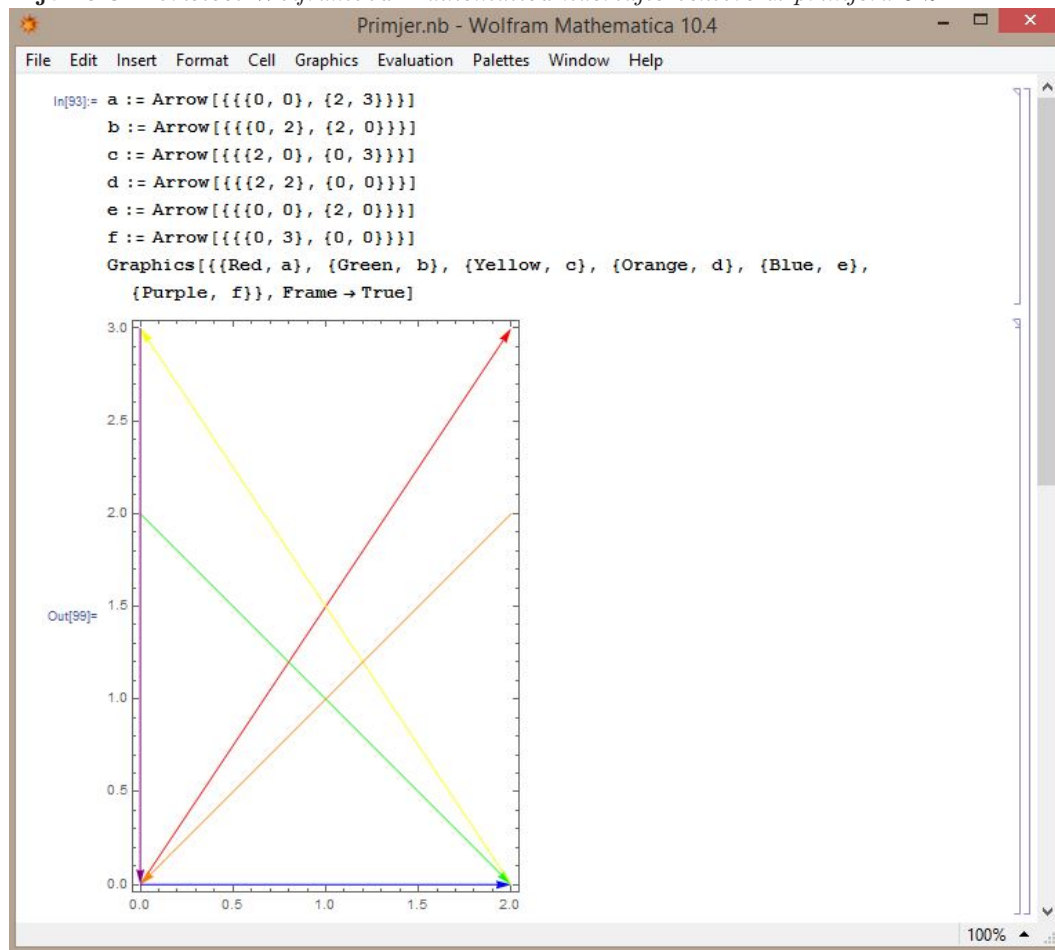 Primjer.nb - Wolfram Mathematica 10.4
File Edit Insert Format Cell Graphics Evaluation Palettes Window Help
In[93]:= a := Arrow[{{{0, 0}, {2, 3}}}]
b := Arrow[{{{0, 2}, {2, 0}}}]
c := Arrow[{{{2, 0}, {0, 3}}}]
d := Arrow[{{{2, 2}, {0, 0}}}]
e := Arrow[{{{0, 0}, {2, 0}}}]
f := Arrow[{{{0, 3}, {0, 0}}}]
Graphics[{{Red, a}, {Green, b}, {Yellow, c}, {Orange, d}, {Blue, e},
{Purple, f}}, Frame → True]
3.0
2.5
2.0
Out[99]= 1.5
1.0
0.5
0.0
0.0 0.5 1.0 1.5 2.0
100%